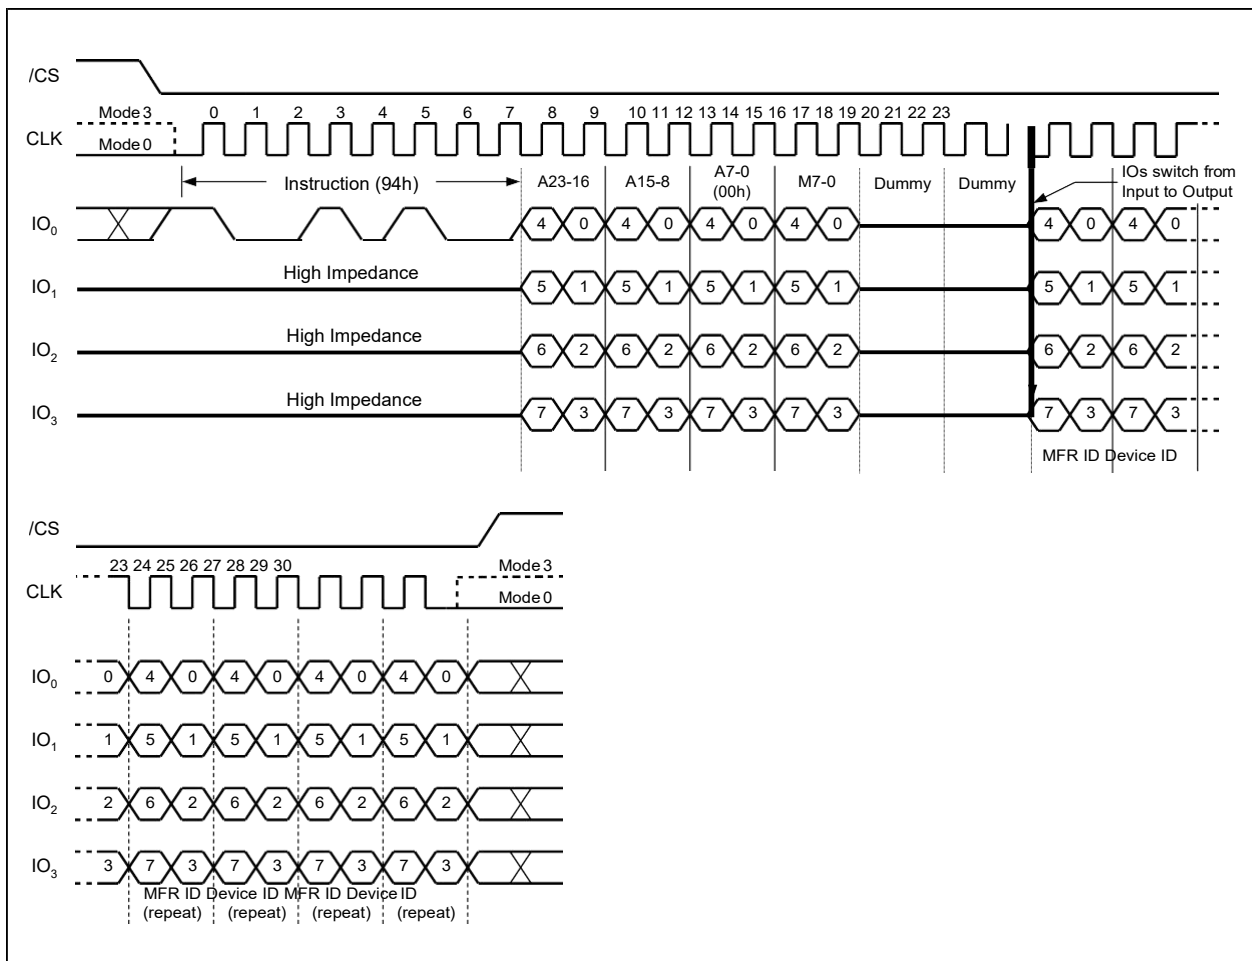 /CS
Mode 3 0 1 2 3 4 5 6 7 8 9 10 11 12 13 14 15 16 17 18 19 20 21 22 23
CLK
Mode 0
Instruction (94h) A23-16 A15-8 A7-0 M7-0 Dummy Dummy IOs switch from
(00h) Input to Output
IO0 4 0 4 0 4 0 4 0 4 0 4 0
High Impedance
IO1 5 1 5 1 5 1 5 1 5 1 5 1
High Impedance
IO2 6 2 6 2 6 2 6 2 6 2 6 2
High Impedance
IO3 7 3 7 3 7 3 7 3 7 3 7 3
MFR ID Device ID
/CS
23 24 25 26 27 28 29 30 Mode 3
CLK
Mode 0
IO0 0 4 0 4 0 4 0 4 0
IO1 1 5 1 5 1 5 1 5 1
IO2 2 6 2 6 2 6 2 6 2
IO3 3 7 3 7 3 7 3 7 3
MFR ID Device ID MFR ID Device ID
(repeat) (repeat) (repeat) (repeat)